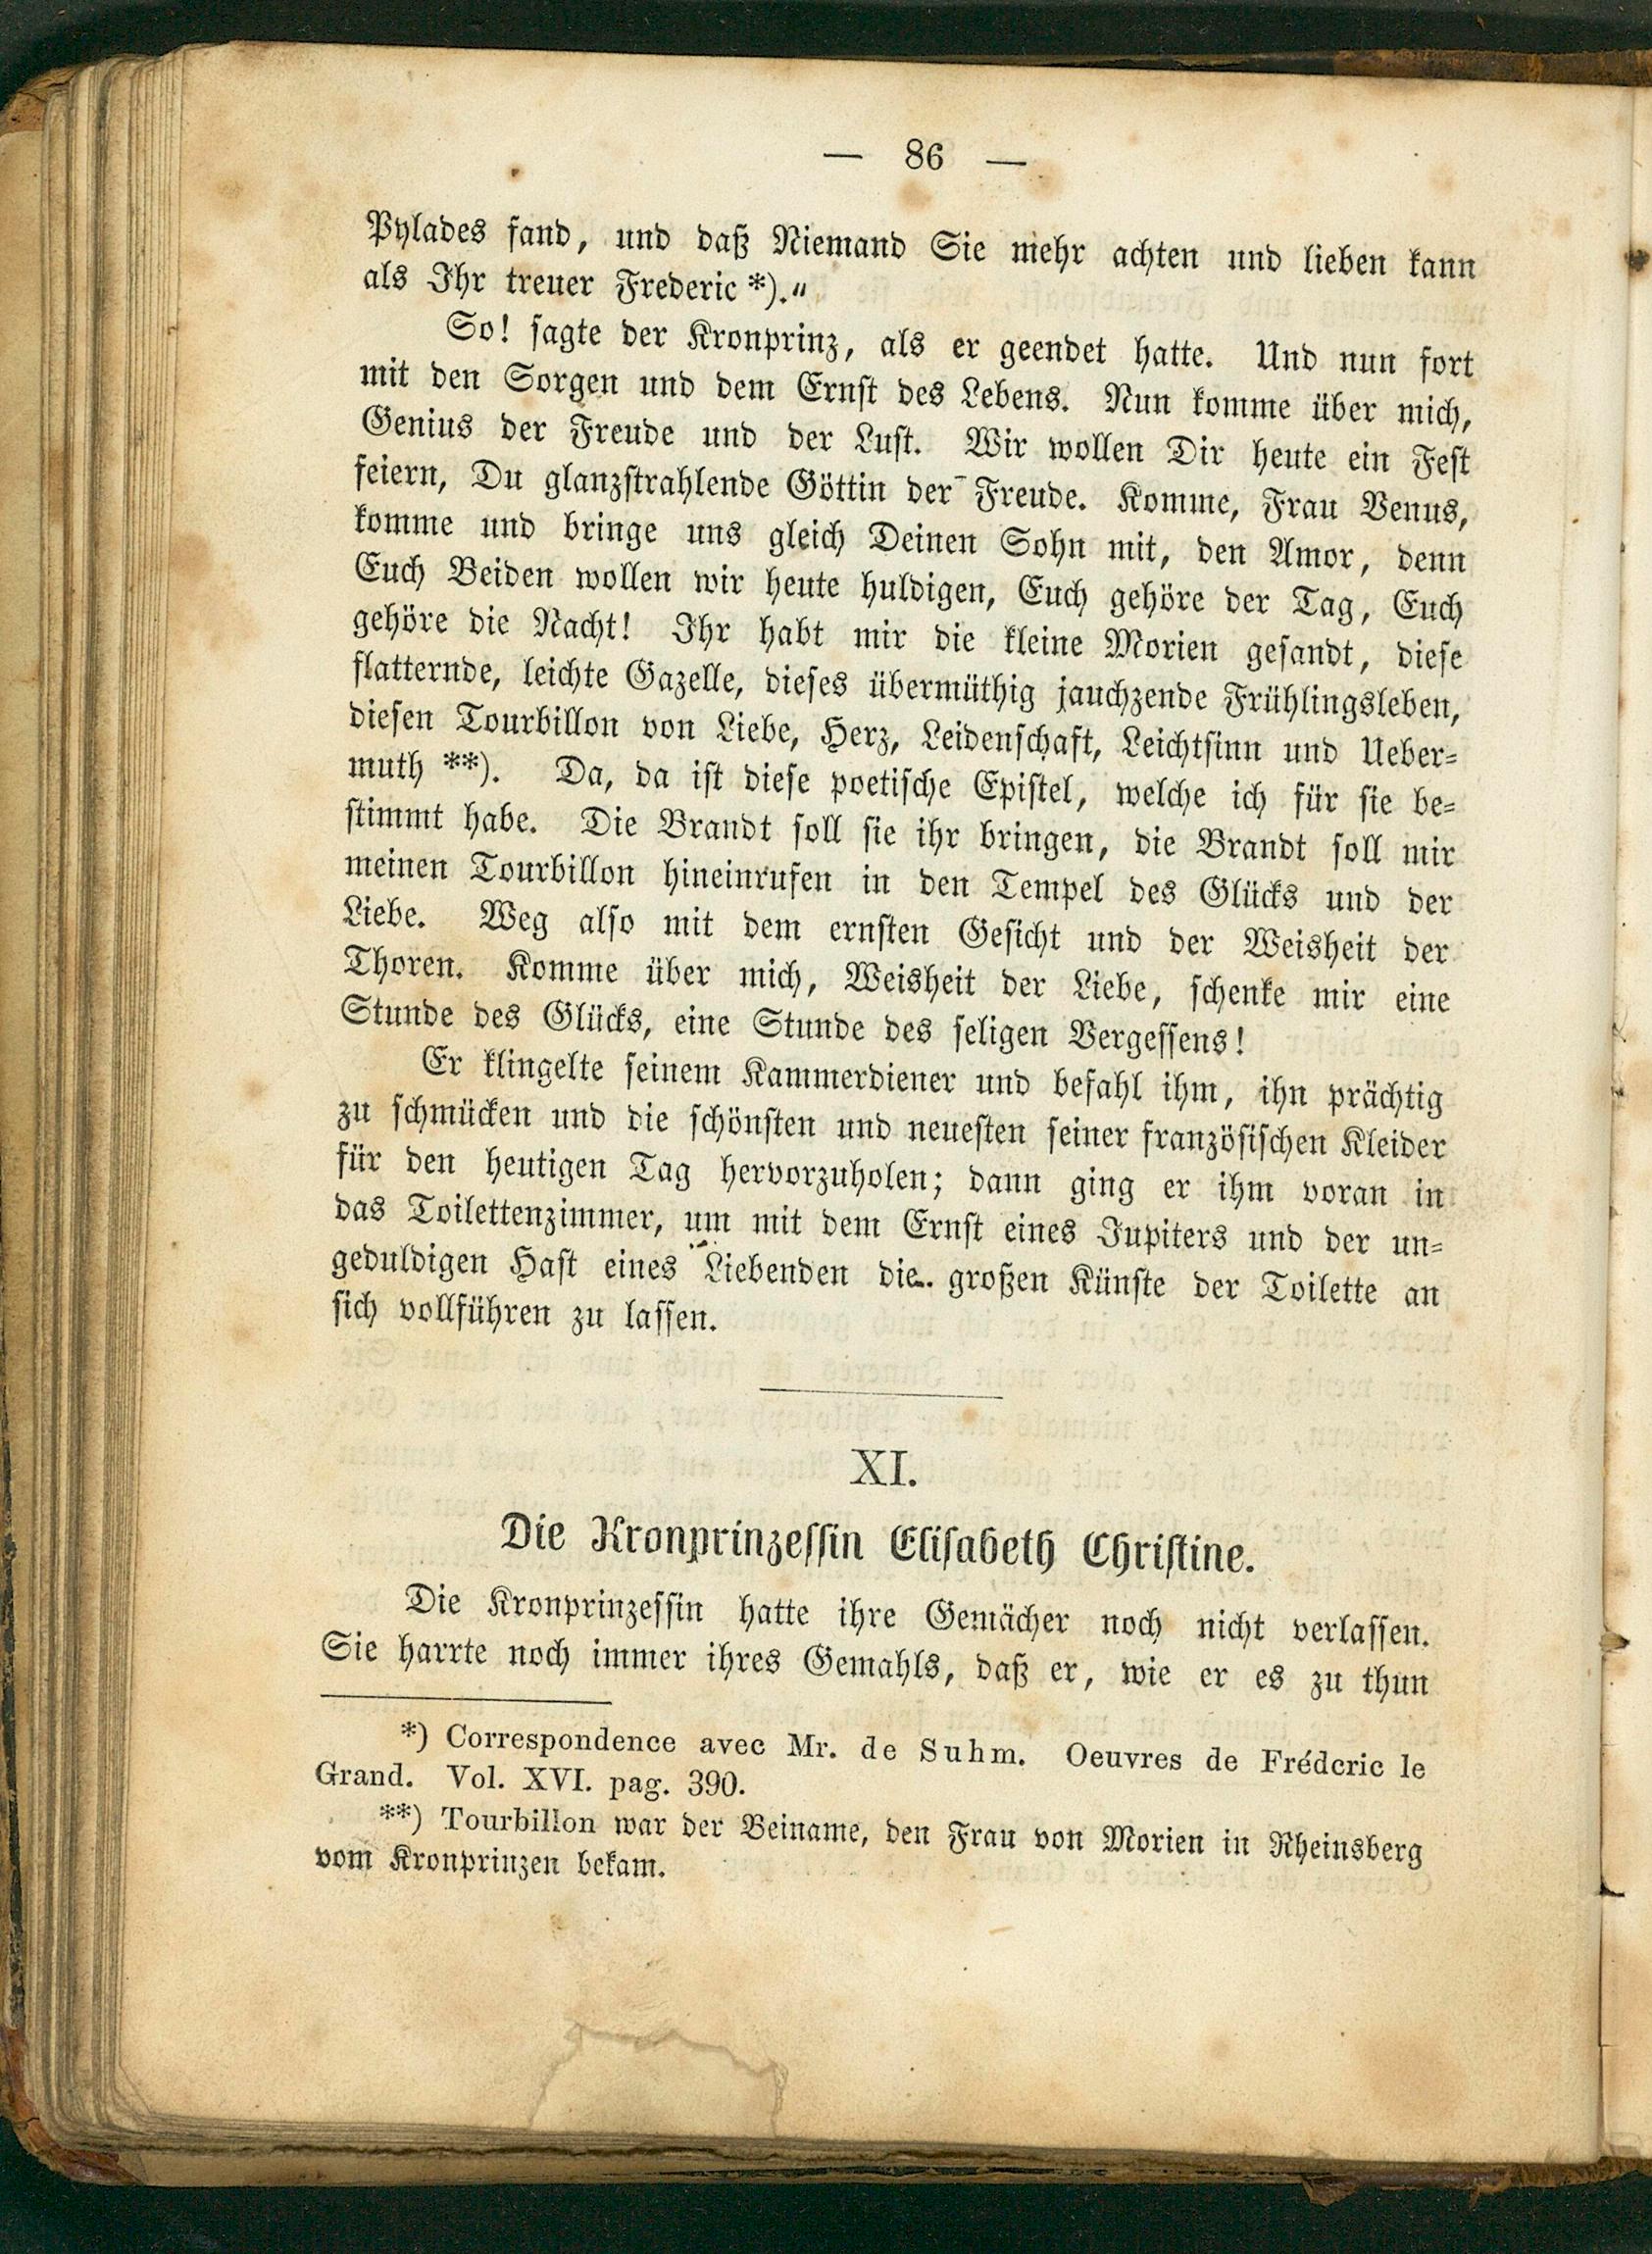 — 86 —
Pylades fand, und daß Niemand Sie mehr achten und lieben kann
als Ihr treuer Frederic *)."
So! sagte der Kronprinz, als er geendet hatte. Und nun fort
mit den Sorgen und dem Ernst des Lebens. Nun komme über mich,
Genius der Freude und der Lust. Wir wollen Dir heute ein Fest
feiern, Du glanzstrahlende Göttin der Freude. Komme, Frau Venus,
komme und bringe uns gleich Deinen Sohn mit, den Amor, denn
Euch Beiden wollen wir heute huldigen, Euch gehöre der Tag, Euch
gehöre die Nacht! Ihr habt mir die kleine Morien gesandt, diese
flatternde, leichte Gazelle, dieses übermüthig jauchzende Frühlingsleben,
diesen Tourbillon von Liebe, Herz, Leidenschaft, Leichtsinn und Ueber=
muth **). Da, da ist diese poetische Epistel, welche ich für sie be=
stimmt habe. Die Brandt soll sie ihr bringen, die Brandt soll mir
meinen Tourbillon hineinrufen in den Tempel des Glücks und der
Liebe. Weg also mit dem ernsten Gesicht und der Weisheit der
Thoren. Komme über mich, Weisheit der Liebe, schenke mir eine
Stunde des Glücks, eine Stunde des seligen Vergessens!
Er klingelte seinem Kammerdiener und befahl ihm, ihn prächtig
zu schmücken und die schönsten und neuesten seiner französischen Kleider
für den heutigen Tag hervorzuholen; dann ging er ihm voran in
das Toilettenzimmer, um mit dem Ernst eines Jupiters und der un=
geduldigen Hast eines Liebenden die großen Künste der Toilette an
sich vollführen zu lassen.
XI.
Die Kronprinzessin Elisabeth Christine.
Die Kronprinzessin hatte ihre Gemächer noch nicht verlassen.
Sie harrte noch immer ihres Gemahls, daß er, wie er es zu thun
*) Correspondence avec Mr. de Suhm. Oeuvres de Fréderic le
Grand. Vol. XVI. pag. 390.
**) Tourbillon war der Beiname, den Frau von Morien in Rheinsberg
vom Kronprinzen bekam.